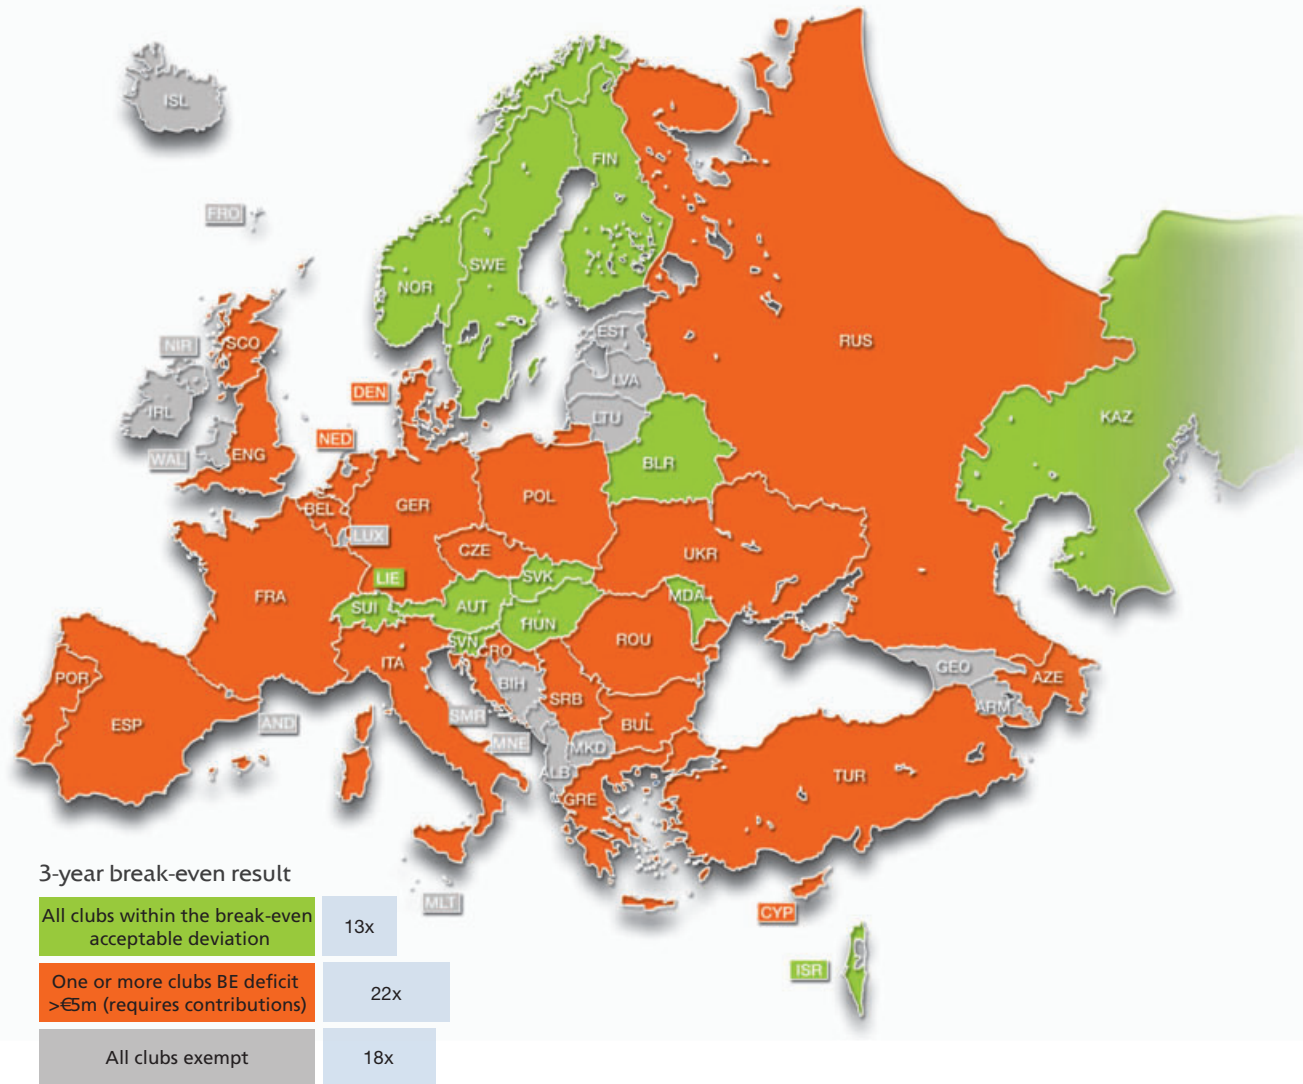 ISL
FRO
FIN
SWE
NOR
RUS
EST
LVA
LTU
NIR
SCO
IRL
DEN
KAZ
NED
WAL
ENG
BLR
BEL
GER
POL
LUX
CZE
UKR
LIE
SVK
FRA
SUI
AUT
HUN
MDA
ROU
SVN
CRO
ITA
POR
BIH
GEO
AZE
SRB
ARM
ESP
AND
SMR
BUL
MNE
MKD
ALB
TUR
GRE
MLT
CYP
ISR
3-year break-even result
All clubs within the break-even
acceptable deviation
13x
One or more clubs BE deficit
>€5m (requires contributions)
22x
All clubs exempt
18x